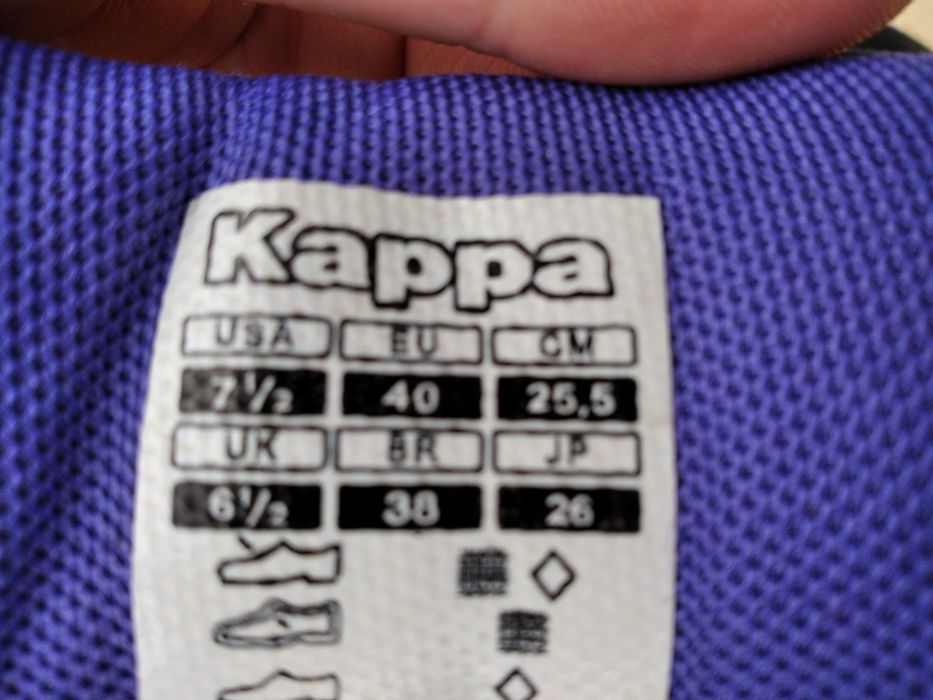 Kappa
USA EU CM
7½ 40 25,5
UK BR JP
6½ 38 26